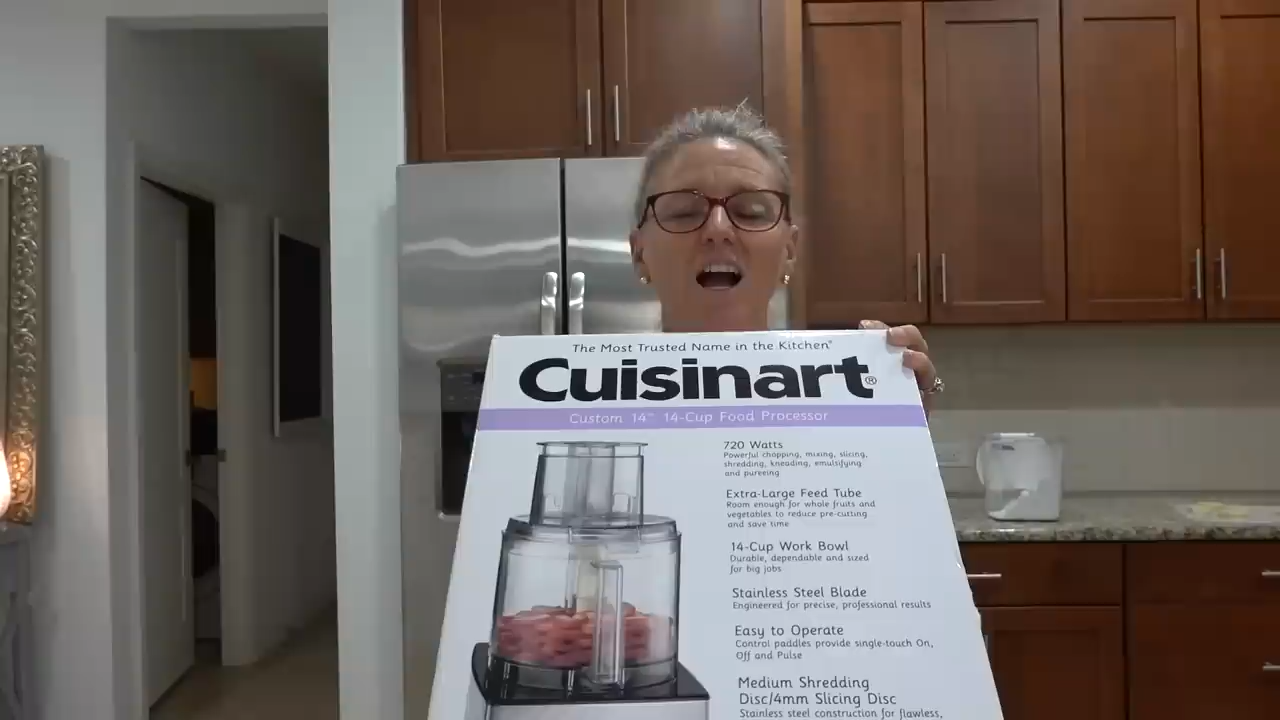 The Most Trusted Name in the Kitchen®
Cuisinart®
Custom 14™ 14-Cup Food Processor
720 Watts
Powerful chopping, mixing, slicing,
shredding, kneading, emulsifying
and pureeing
Extra-Large Feed Tube
Room enough for whole fruits and
vegetables to reduce pre-cutting
and save time
14-Cup Work Bowl
Durable, dependable and sized
for big jobs
Stainless Steel Blade
Engineered for precise, professional results
Easy to Operate
Control paddles provide single-touch On,
Off and Pulse
Medium Shredding
Disc/4mm Slicing Disc
Stainless steel construction for flawless,